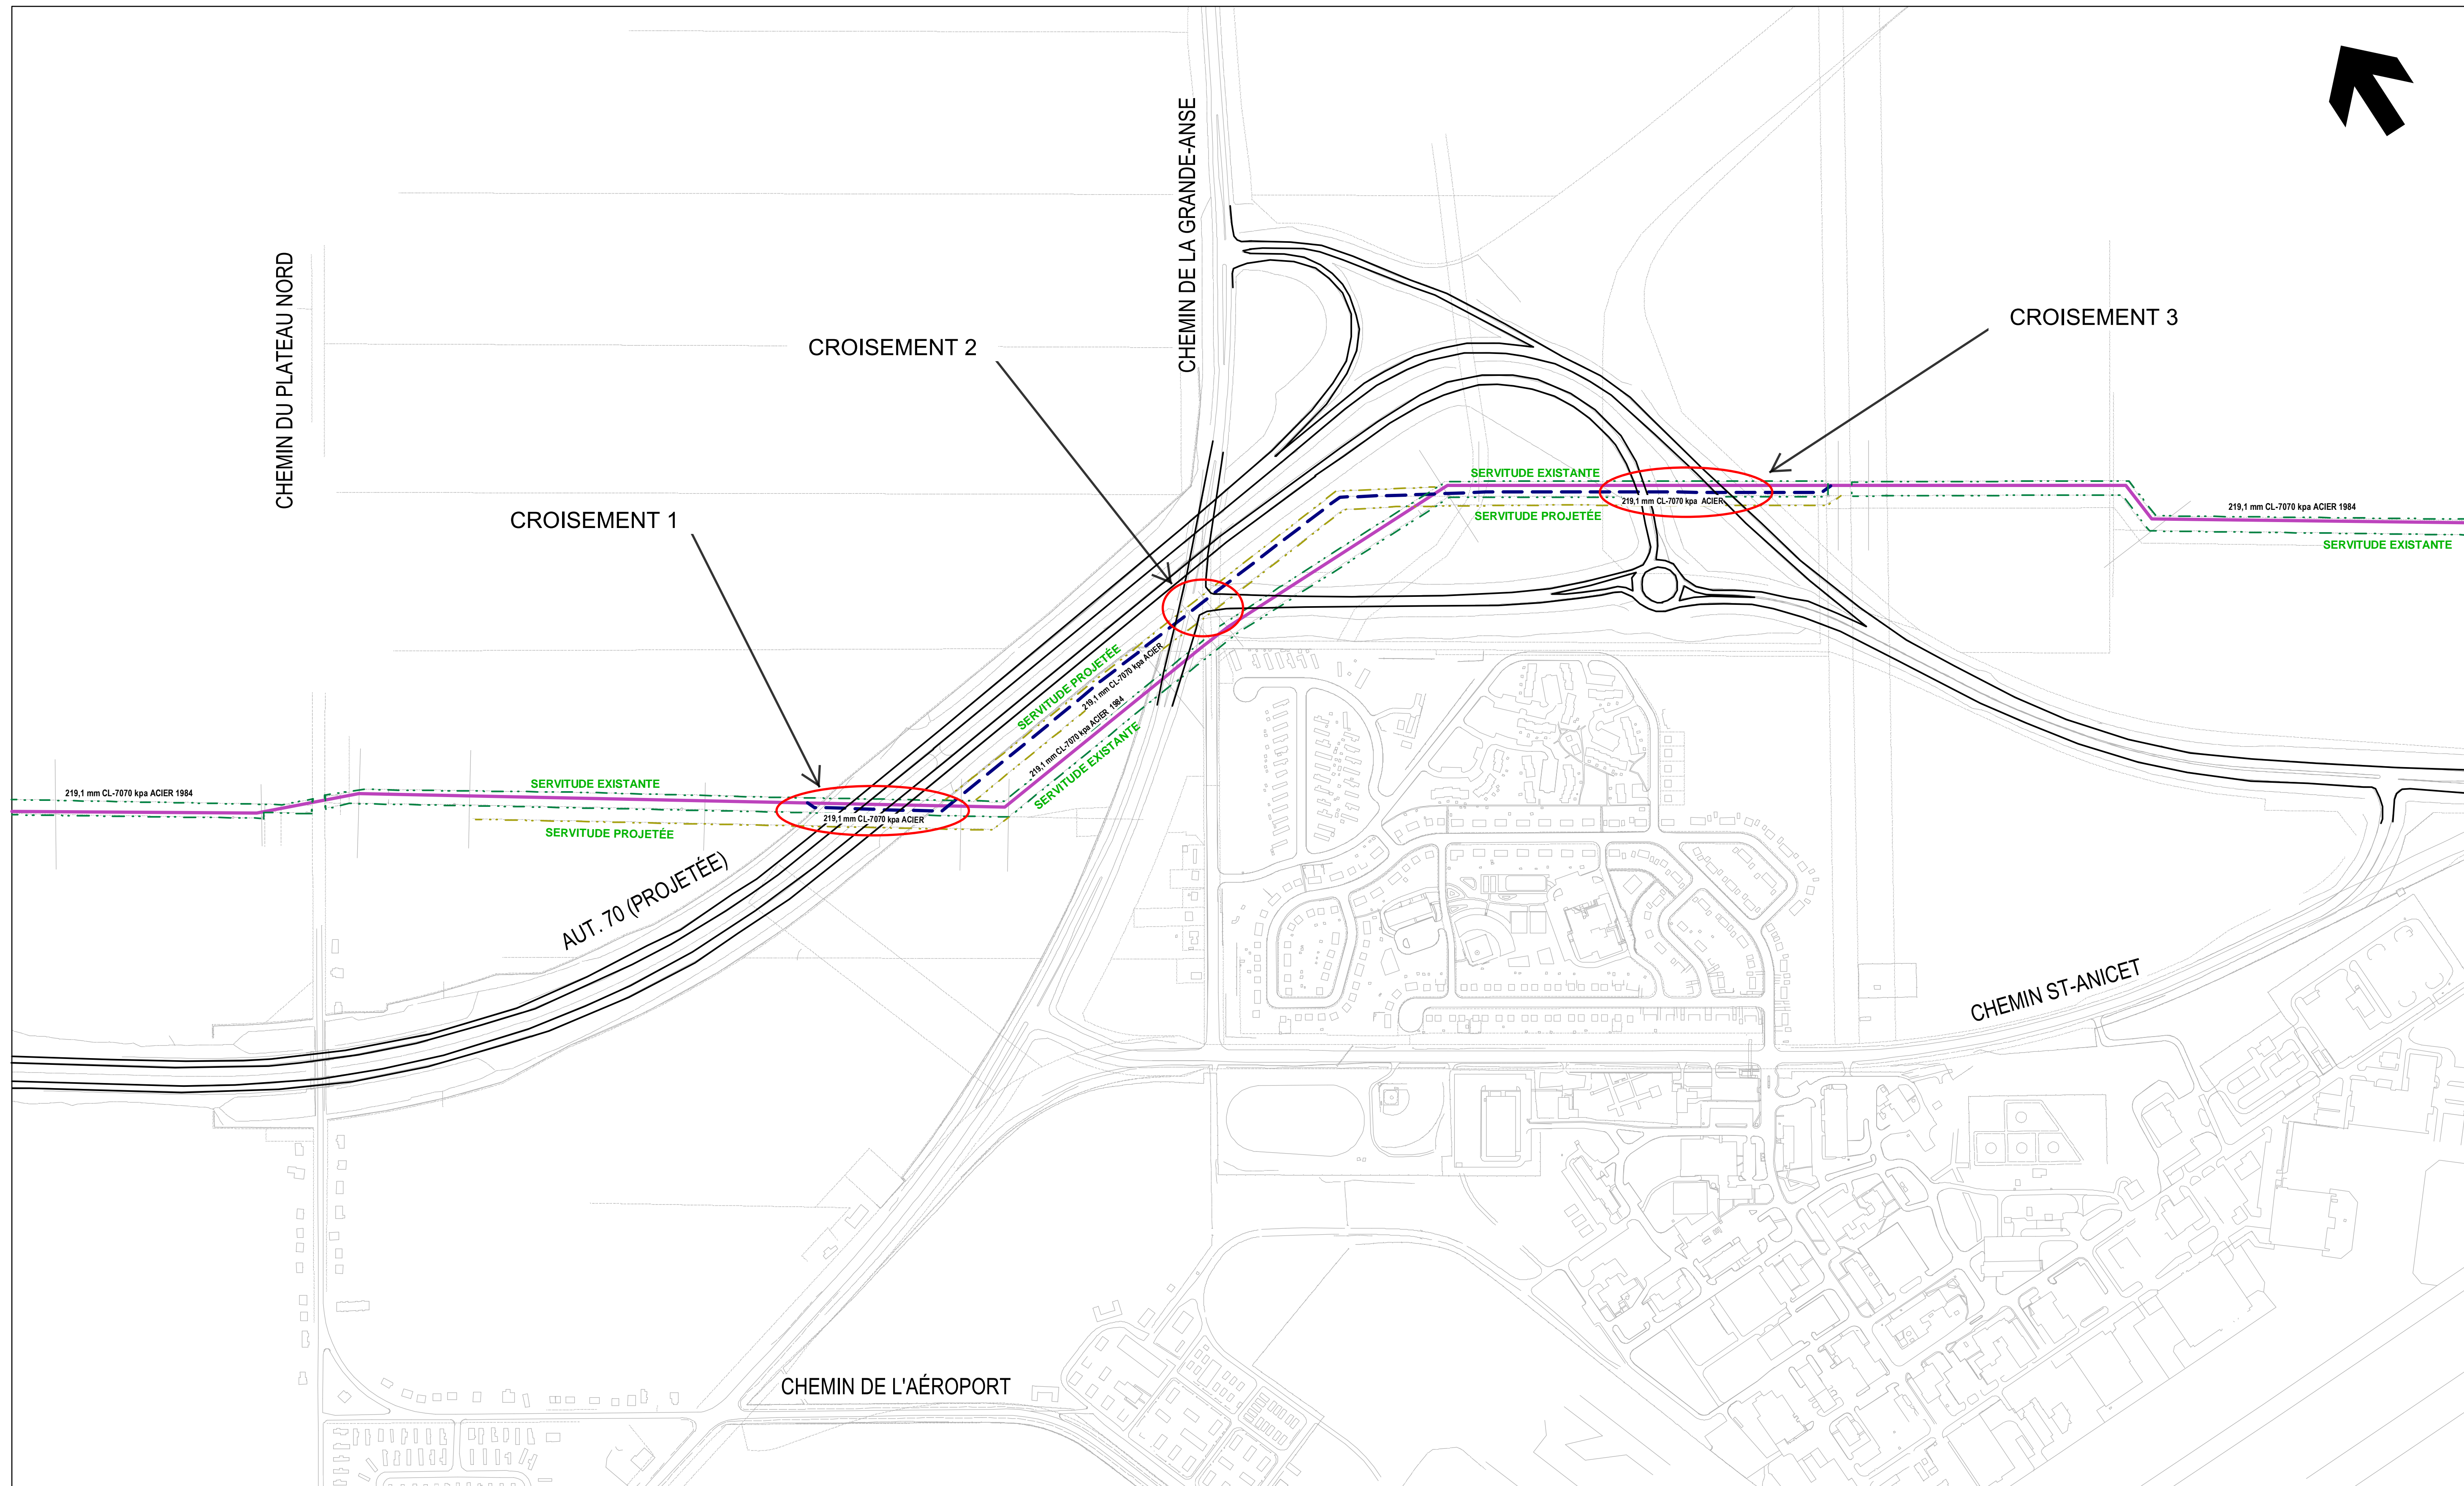 CHEMIN DU PLATEAU NORD
CHEMIN DE LA GRANDE-ANSE
CROISEMENT 3
CROISEMENT 2
CROISEMENT 1
SERVITUDE EXISTANTE
219,1 mm CL-7070 kpa ACIER
SERVITUDE PROJETÉE
219,1 mm CL-7070 kpa ACIER 1984
SERVITUDE EXISTANTE
SERVITUDE PROJETÉE
219,1 mm CL-7070 kpa ACIER
219,1 mm CL-7070 kpa ACIER 1984
SERVITUDE EXISTANTE
219,1 mm CL-7070 kpa ACIER 1984
SERVITUDE EXISTANTE
219,1 mm CL-7070 kpa ACIER
SERVITUDE PROJETÉE
AUT. 70 (PROJETÉE)
CHEMIN ST-ANICET
CHEMIN DE L'AÉROPORT